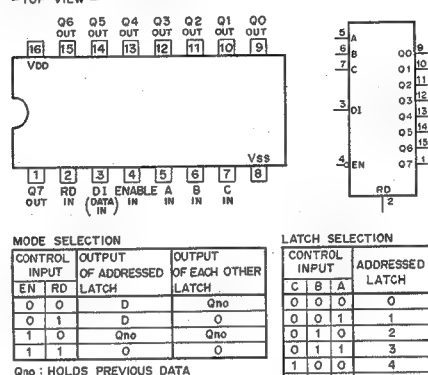 TOP VIEW
Q6 Q5 Q4 Q3 Q2 Q1 Q0
OUT OUT OUT OUT OUT OUT OUT
16 15 14 13 12 11 10 9
VDD
VSS
1 2 3 4 5 6 7 8
Q7 RD DI ENABLE A B C
OUT IN (DATA) IN IN IN IN
IN
5 A
6 B
7 C
3 DI
4 EN
Q0 9
Q1 10
Q2 11
Q3 12
Q4 13
Q5 14
Q6 15
Q7 1
RD
2
MODE SELECTION
CONTROL INPUT OUTPUT OF ADDRESSED LATCH OUTPUT OF EACH OTHER LATCH
EN RD
0 0 D Qno
0 1 D 0
1 0 Qno Qno
1 1 0 0
Qno : HOLDS PREVIOUS DATA
LATCH SELECTION
CONTROL INPUT ADDRESSED LATCH
C B A
0 0 0 0
0 0 1 1
0 1 0 2
0 1 1 3
1 0 0 4